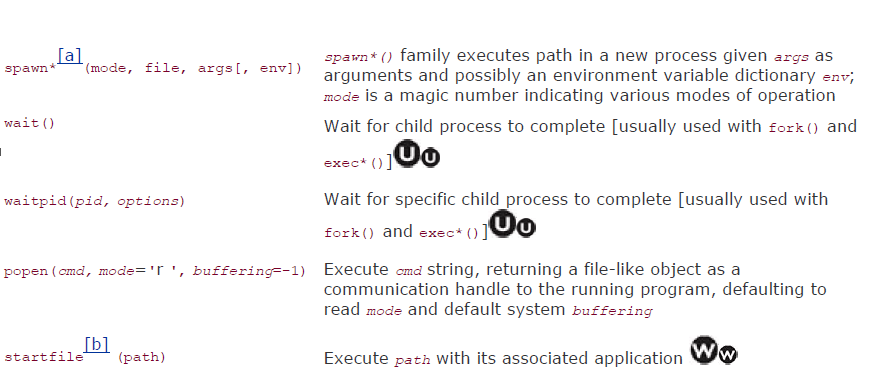 spawn*[a](mode, file, args[, env]) spawn*() family executes path in a new process given args as
arguments and possibly an environment variable dictionary env;
mode is a magic number indicating various modes of operation
wait() Wait for child process to complete [usually used with fork() and
exec*()]UU
waitpid(pid, options) Wait for specific child process to complete [usually used with
fork() and exec*()]UU
popen(cmd, mode='r ', buffering=-1) Execute cmd string, returning a file-like object as a
communication handle to the running program, defaulting to
read mode and default system buffering
startfile[b] (path) Execute path with its associated application WW